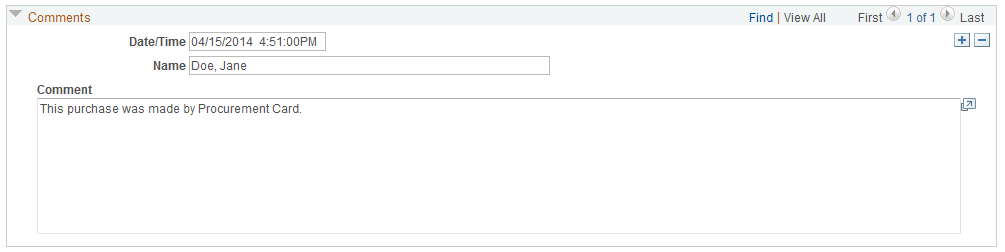 Comments Find | View All First 1 of 1 Last
Date/Time 04/15/2014 4:51:00PM
Name Doe, Jane
Comment
This purchase was made by Procurement Card.